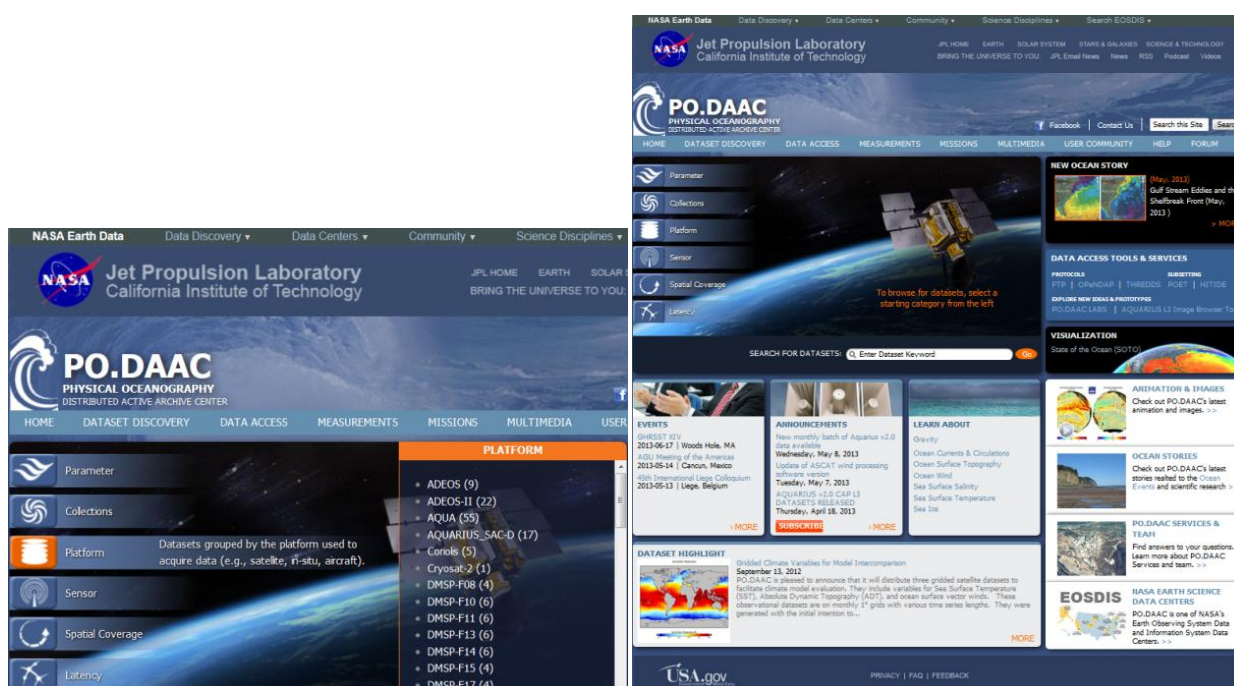 NASA Earth Data Data Discovery ▾ Data Centers ▾ Community ▾ Science Disciplines ▾
NASA
Jet Propulsion Laboratory
California Institute of Technology
JPL HOME EARTH SOLAR
BRING THE UNIVERSE TO YOU:
PO.DAAC
PHYSICAL OCEANOGRAPHY
DISTRIBUTED ACTIVE ARCHIVE CENTER
HOME DATASET DISCOVERY DATA ACCESS MEASUREMENTS MISSIONS MULTIMEDIA USER
Parameter
Collections
Platform
Datasets grouped by the platform used to
acquire data (e.g., satelite, in-situ, aircraft).
Sensor
Spatial Coverage
Latency
PLATFORM
ADEOS (9)
ADEOS-II (22)
AQUA (55)
AQUARIUS_SAC-D (17)
Coriolis (5)
Cryosat-2 (1)
DMSP-F08 (4)
DMSP-F10 (6)
DMSP-F11 (6)
DMSP-F13 (6)
DMSP-F14 (6)
DMSP-F15 (4)
DMSP-F17 (4)
NASA Earth Data Data Discovery ▾ Data Centers ▾ Community ▾ Science Disciplines ▾ Search EOSDIS ▾
NASA
Jet Propulsion Laboratory
California Institute of Technology
JPL HOME EARTH SOLAR SYSTEM STARS & GALAXIES SCIENCE & TECHNOLOGY
BRING THE UNIVERSE TO YOU: JPL Email News News RSS Podcast Videos
PO.DAAC
PHYSICAL OCEANOGRAPHY
DISTRIBUTED ACTIVE ARCHIVE CENTER
Facebook | Contact Us | Search this Site Sear
HOME DATASET DISCOVERY DATA ACCESS MEASUREMENTS MISSIONS MULTIMEDIA USER COMMUNITY HELP FORUM
Parameter
Collections
Platform
Sensor
Spatial Coverage
Latency
To browse for datasets, select a
starting category from the left
SEARCH FOR DATASETS: Enter Dataset Keyword Go
NEW OCEAN STORY
(May, 2013)
Gulf Stream Eddies and th
Shelfbreak Front (May,
2013 )
> MOR
DATA ACCESS TOOLS & SERVICES
PROTOCOLS SUBSETTING
FTP | OPeNDAP | THREDDS POET | HITIDE
EXPLORE NEW IDEAS & PROTOTYPES
PO.DAAC LABS | AQUARIUS L3 Image Browser To
VISUALIZATION
State of the Ocean (SOTO)
EVENTS
GHRSST XIV
2013-06-17 | Woods Hole, MA
AGU Meeting of the Americas
2013-05-14 | Cancun, Mexico
45th International Liege Colloquium
2013-05-13 | Liege, Belgium
>MORE
ANNOUNCEMENTS
New monthly batch of Aquarius v2.0
data available
Wednesday, May 8, 2013
Update of ASCAT wind processing
software version
Tuesday, May 7, 2013
AQUARIUS v2.0 CAP L3
DATASETS RELEASED
Thursday, April 18, 2013
SUBSCRIBE >MORE
LEARN ABOUT
Gravity
Ocean Currents & Circulations
Ocean Surface Topography
Ocean Wind
Sea Surface Salinity
Sea Surface Temperature
Sea Ice
ANIMATION & IMAGES
Check out PO.DAAC's latest
animation and images. >>
OCEAN STORIES
Check out PO.DAAC's latest
stories realted to the Ocean
Events and scientific research >
PO.DAAC SERVICES &
TEAM
Find answers to your questions.
Learn more about PO.DAAC
Services and team. >>
EOSDIS
NASA EARTH SCIENCE
DATA CENTERS
PO.DAAC is one of NASA's
Earth Observing System Data
and Information System Data
Centers. >>
DATASET HIGHLIGHT
Gridded Climate Variables for Model Intercomparison
September 13, 2012
PO.DAAC is pleased to announce that it will distribute three gridded satellite datasets to
facilitate climate model evaluation. They include variables for Sea Surface Temperature
(SST), Absolute Dynamic Topography (ADT), and ocean surface vector winds. These
observational datasets are on monthly 1° grids with various time series lengths. They were
generated with the initial intention to...
MORE
USA.gov
PRIVACY | FAQ | FEEDBACK